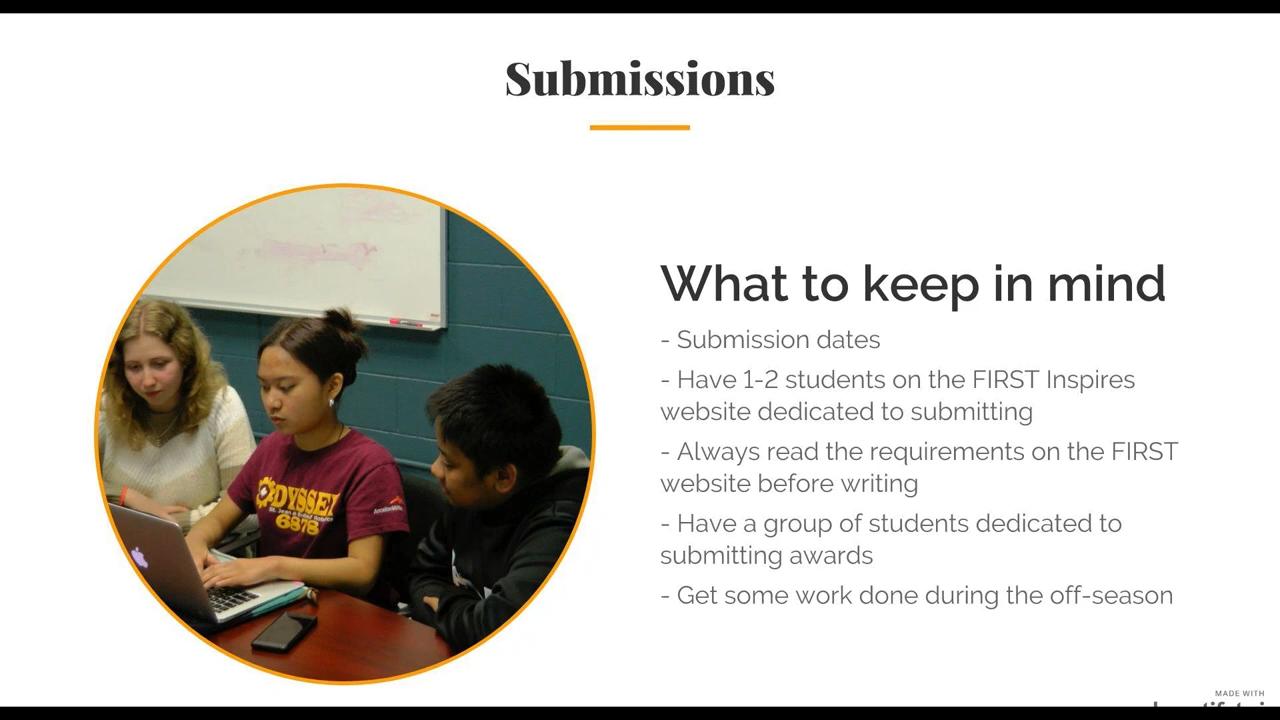 Submissions
What to keep in mind
- Submission dates
- Have 1-2 students on the FIRST Inspires
website dedicated to submitting
- Always read the requirements on the FIRST
website before writing
- Have a group of students dedicated to
submitting awards
- Get some work done during the off-season
6878
MADE WITH